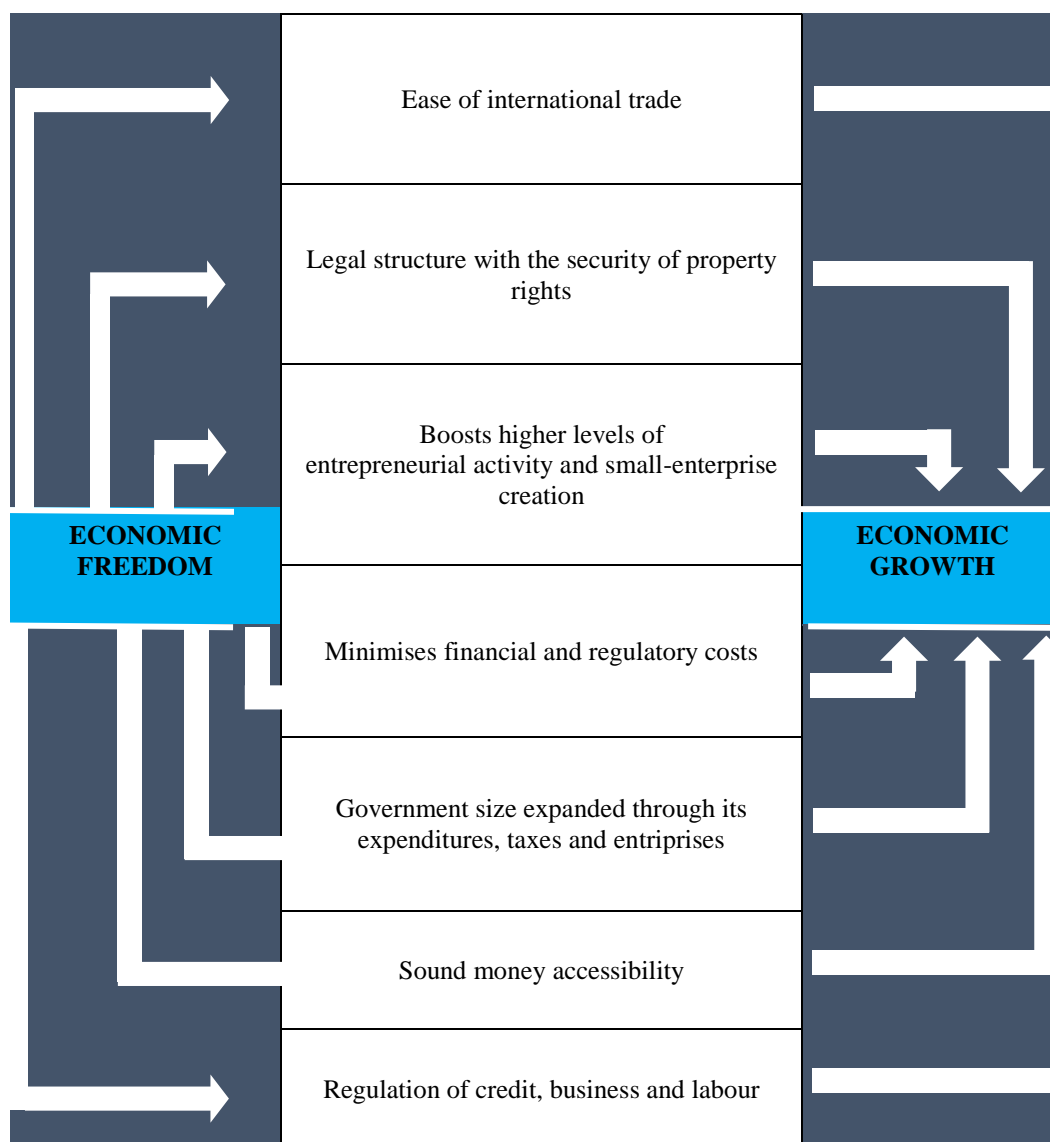 Ease of international trade
Legal structure with the security of property
rights
Boosts higher levels of
entrepreneurial activity and small-enterprise
creation
ECONOMIC
FREEDOM
ECONOMIC
GROWTH
Minimises financial and regulatory costs
Government size expanded through its
expenditures, taxes and entriprises
Sound money accessibility
Regulation of credit, business and labour